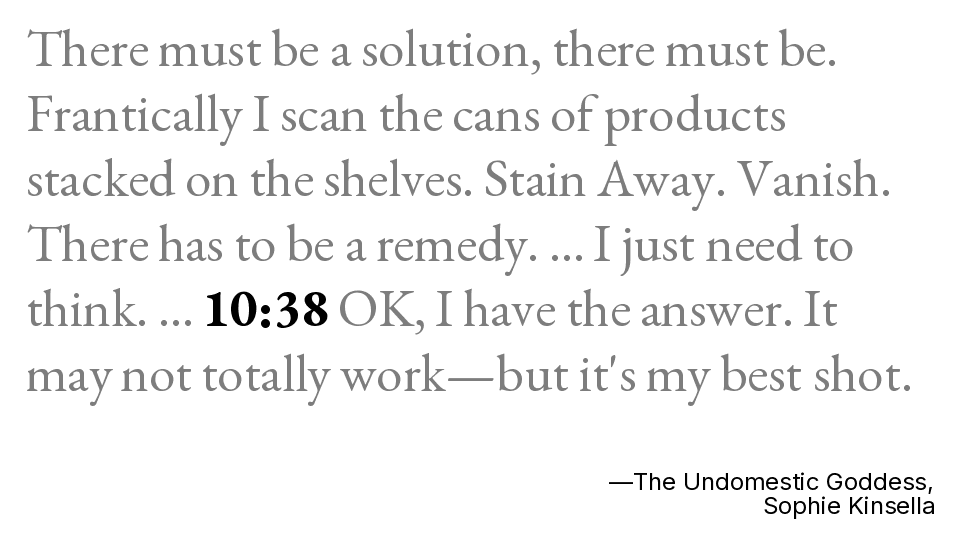 There must be a solution, there must be.
Frantically I scan the cans of products
stacked on the shelves. Stain Away. Vanish.
There has to be a remedy. ... I just need to
think. ... 10:38 OK, I have the answer. It
may not totally work—but it's my best shot.
—The Undomestic Goddess,
Sophie Kinsella